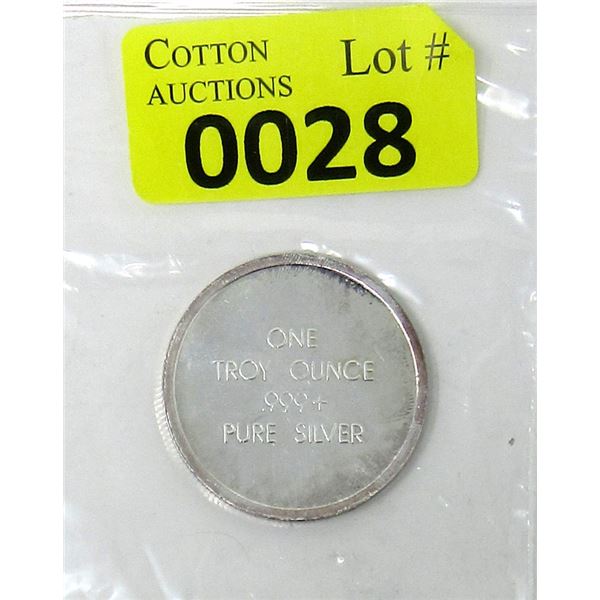 COTTON Lot #
AUCTIONS
0028
ONE
TROY OUNCE
.999+
PURE SILVER